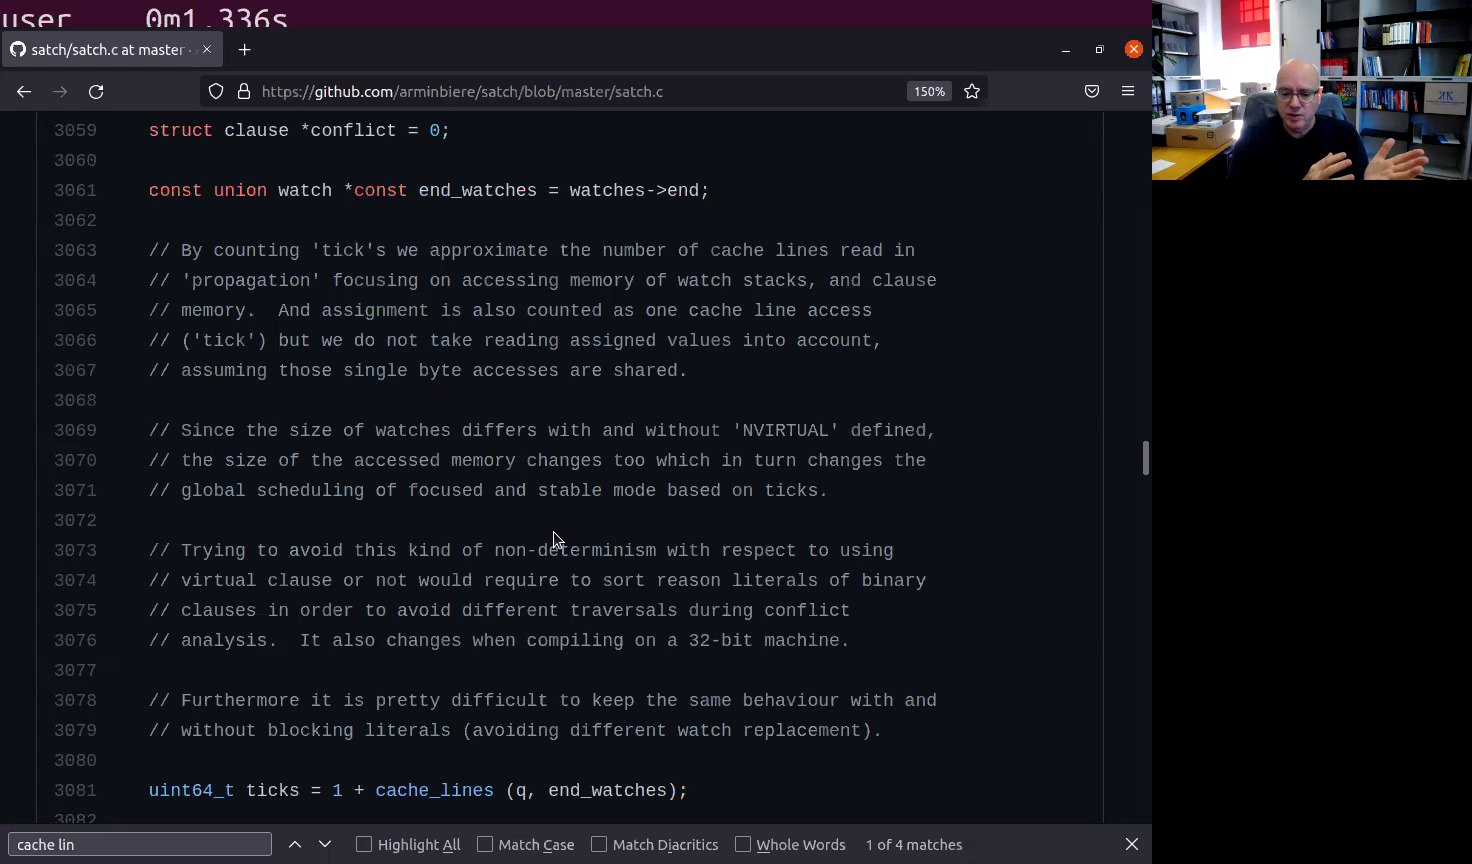 user    0m1.336s
satch/satch.c at master
https://github.com/arminbiere/satch/blob/master/satch.c
150%
3059 struct clause *conflict = 0;
3060
3061 const union watch *const end_watches = watches->end;
3062
3063 // By counting 'tick's we approximate the number of cache lines read in
3064 // 'propagation' focusing on accessing memory of watch stacks, and clause
3065 // memory.  And assignment is also counted as one cache line access
3066 // ('tick') but we do not take reading assigned values into account,
3067 // assuming those single byte accesses are shared.
3068
3069 // Since the size of watches differs with and without 'NVIRTUAL' defined,
3070 // the size of the accessed memory changes too which in turn changes the
3071 // global scheduling of focused and stable mode based on ticks.
3072
3073 // Trying to avoid this kind of non-determinism with respect to using
3074 // virtual clause or not would require to sort reason literals of binary
3075 // clauses in order to avoid different traversals during conflict
3076 // analysis.  It also changes when compiling on a 32-bit machine.
3077
3078 // Furthermore it is pretty difficult to keep the same behaviour with and
3079 // without blocking literals (avoiding different watch replacement).
3080
3081 uint64_t ticks = 1 + cache_lines (q, end_watches);
3082
cache lin
Highlight All
Match Case
Match Diacritics
Whole Words
1 of 4 matches